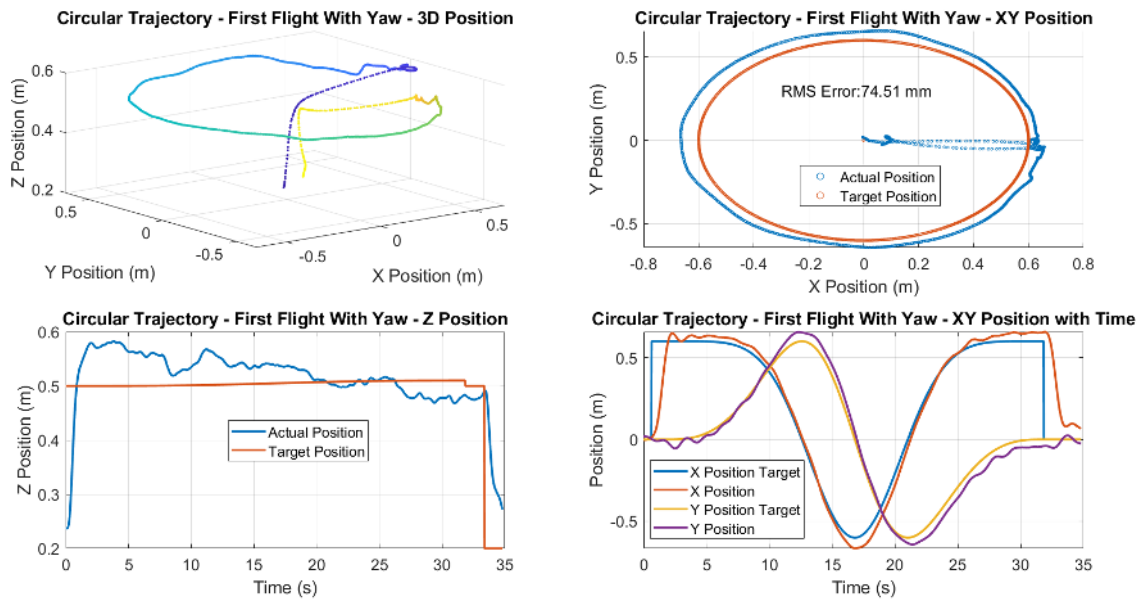 Circular Trajectory - First Flight With Yaw - 3D Position
0.6
0.4
0.2
Z Position (m)
0.5
0
-0.5
Y Position (m)
-0.5
0
0.5
X Position (m)
Circular Trajectory - First Flight With Yaw - XY Position
0.5
0
-0.5
Y Position (m)
RMS Error:74.51 mm
Actual Position
Target Position
-0.8
-0.6
-0.4
-0.2
0
0.2
0.4
0.6
0.8
X Position (m)
Circular Trajectory - First Flight With Yaw - Z Position
0.6
0.5
0.4
0.3
0.2
Z Position (m)
Actual Position
Target Position
0
5
10
15
20
25
30
35
Time (s)
Circular Trajectory - First Flight With Yaw - XY Position with Time
0.5
0
-0.5
Position (m)
X Position Target
X Position
Y Position Target
Y Position
0
5
10
15
20
25
30
35
Time (s)